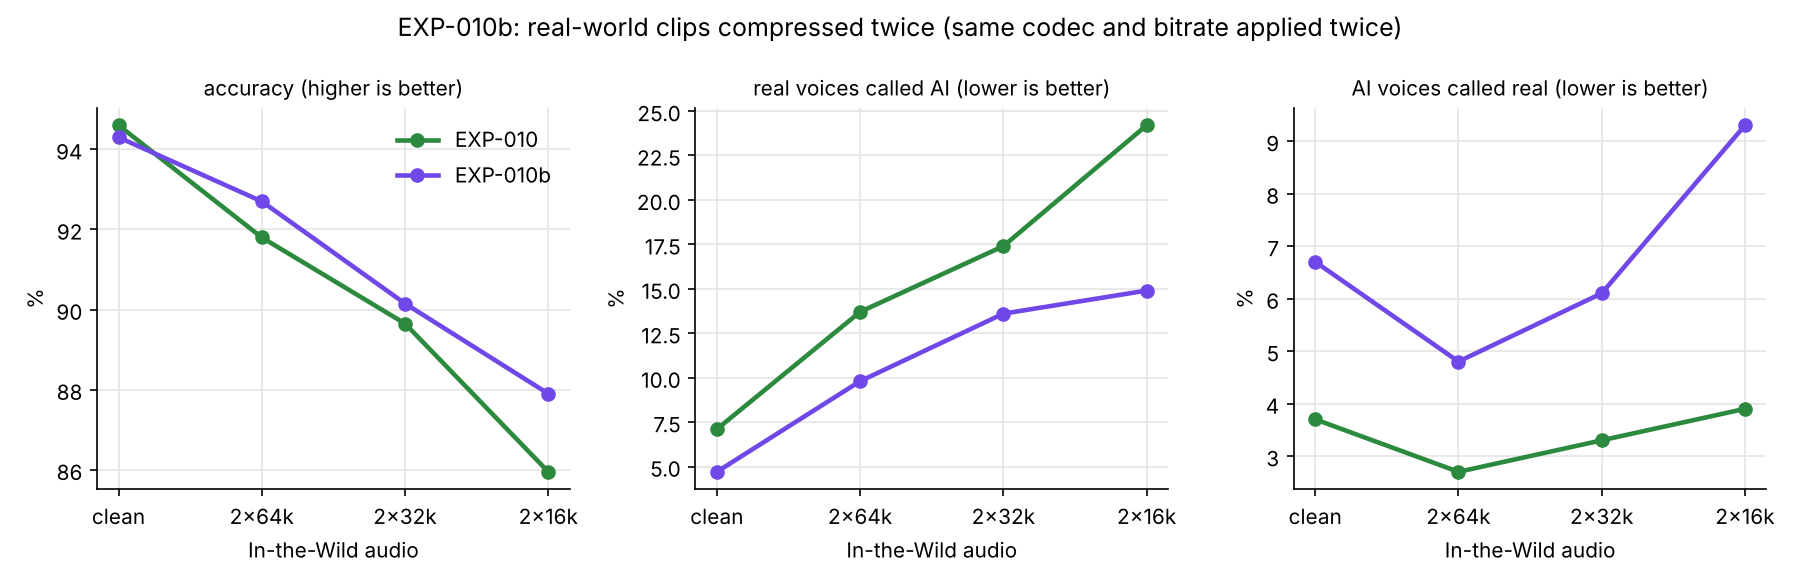 EXP-010b: real-world clips compressed twice (same codec and bitrate applied twice)
accuracy (higher is better)
%
94
92
90
88
86
EXP-010
EXP-010b
clean
2×64k
2×32k
2×16k
In-the-Wild audio
real voices called AI (lower is better)
%
25.0
22.5
20.0
17.5
15.0
12.5
10.0
7.5
5.0
clean
2×64k
2×32k
2×16k
In-the-Wild audio
AI voices called real (lower is better)
%
9
8
7
6
5
4
3
clean
2×64k
2×32k
2×16k
In-the-Wild audio